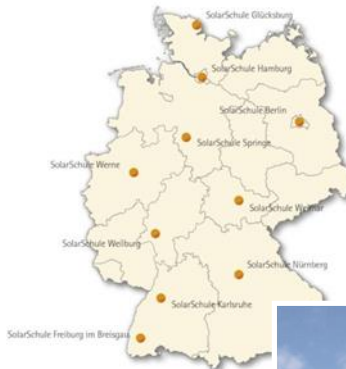 SolarSchule Glücksburg
SolarSchule Hamburg
SolarSchule Berlin
SolarSchule Springe
SolarSchule Werne
SolarSchule Weimar
SolarSchule Weilburg
SolarSchule Nürnberg
SolarSchule Karlsruhe
SolarSchule Freiburg im Breisgau